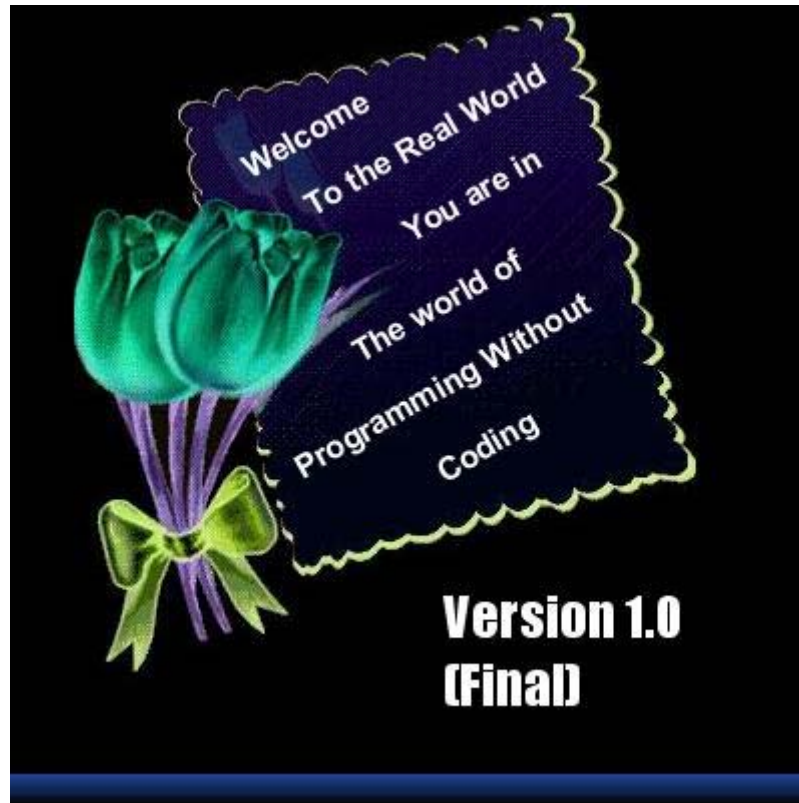 Welcome
To the Real World
You are in
The world of
Programming Without
Coding
Version 1.0
(Final)